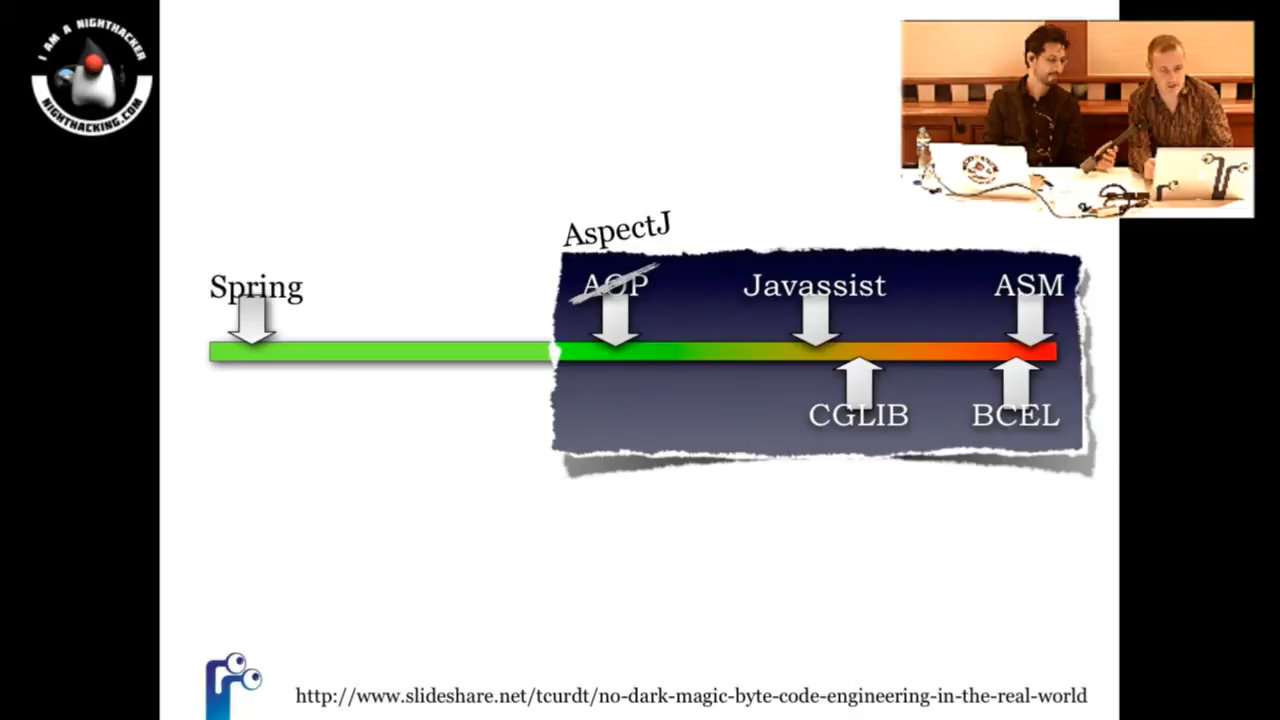 I AM A NIGHTHACKER
NIGHTHACKING.COM
AspectJ
Spring
AOP
Javassist
ASM
CGLIB
BCEL
http://www.slideshare.net/tcurdt/no-dark-magic-byte-code-engineering-in-the-real-world